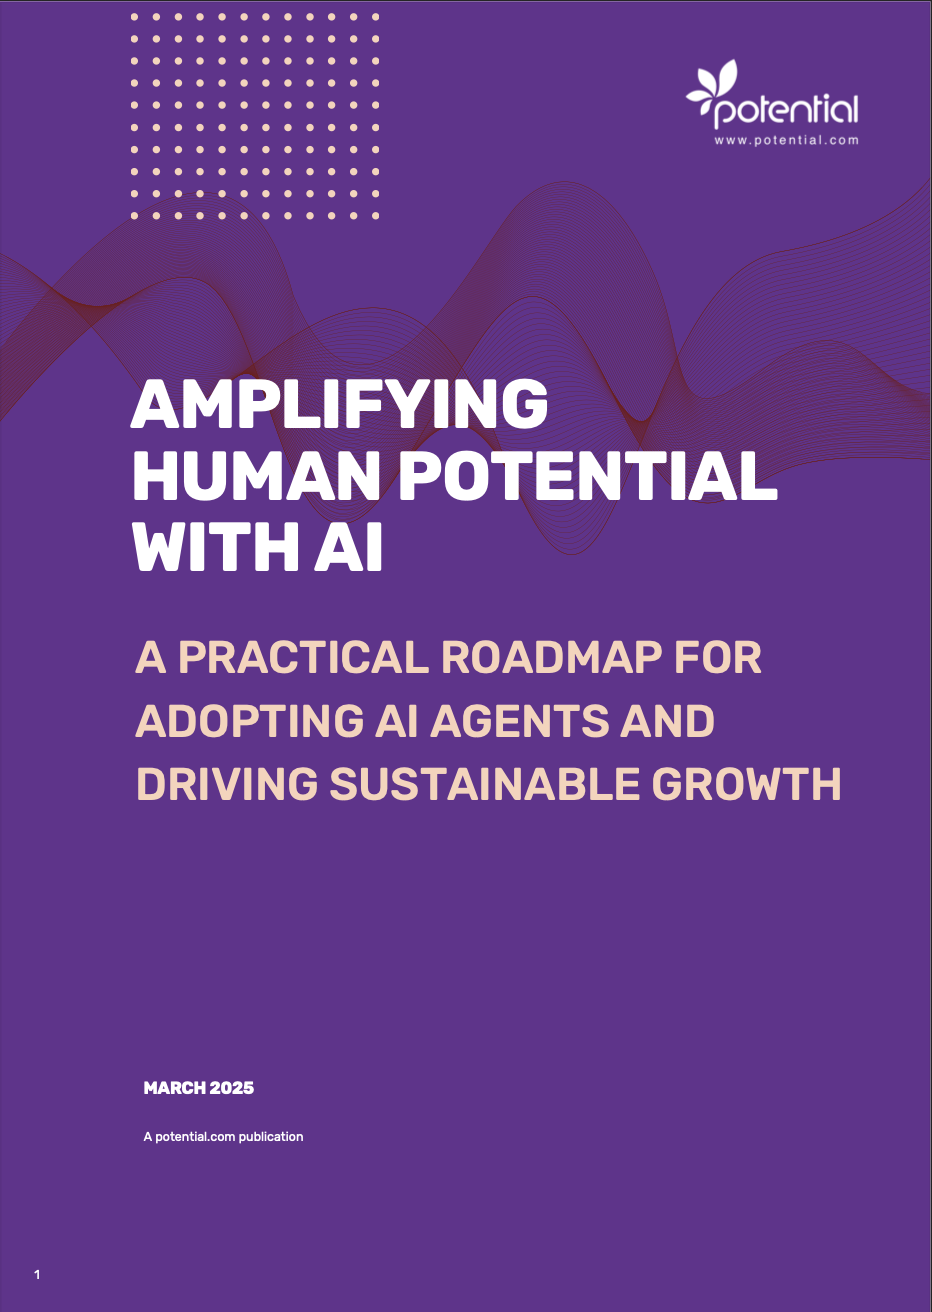 potential
www.potential.com
AMPLIFYING
HUMAN POTENTIAL
WITH AI
A PRACTICAL ROADMAP FOR
ADOPTING AI AGENTS AND
DRIVING SUSTAINABLE GROWTH
MARCH 2025
A potential.com publication
1